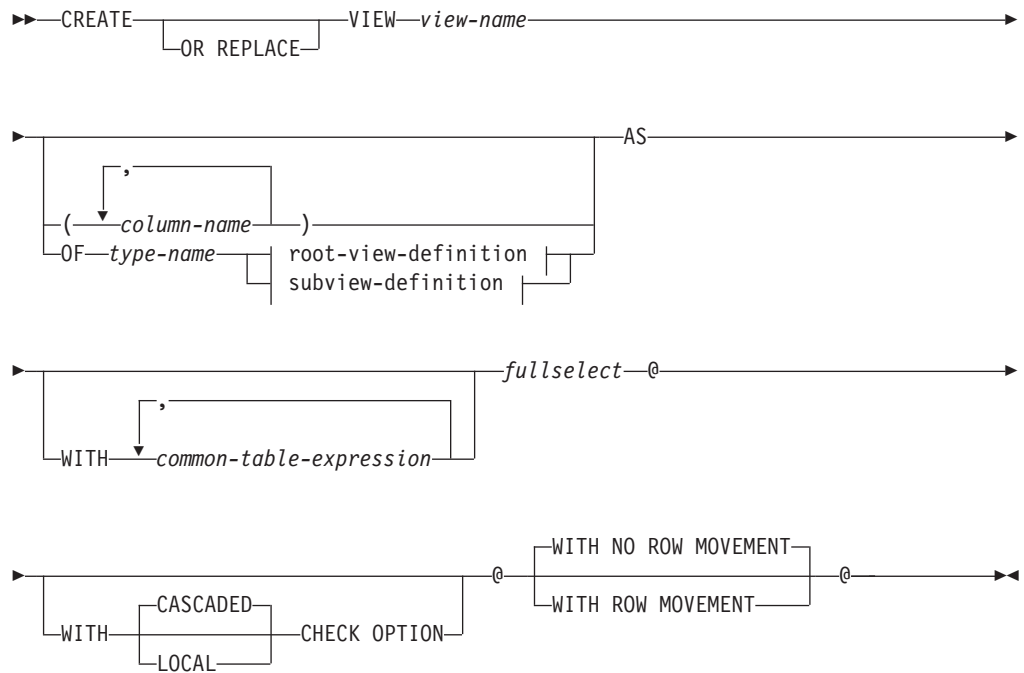 CREATE VIEW view-name
OR REPLACE
AS
,
( column-name )
OF type-name root-view-definition
subview-definition
fullselect @
,
WITH common-table-expression
WITH NO ROW MOVEMENT
@ @
CASCADED WITH ROW MOVEMENT
WITH CHECK OPTION
LOCAL